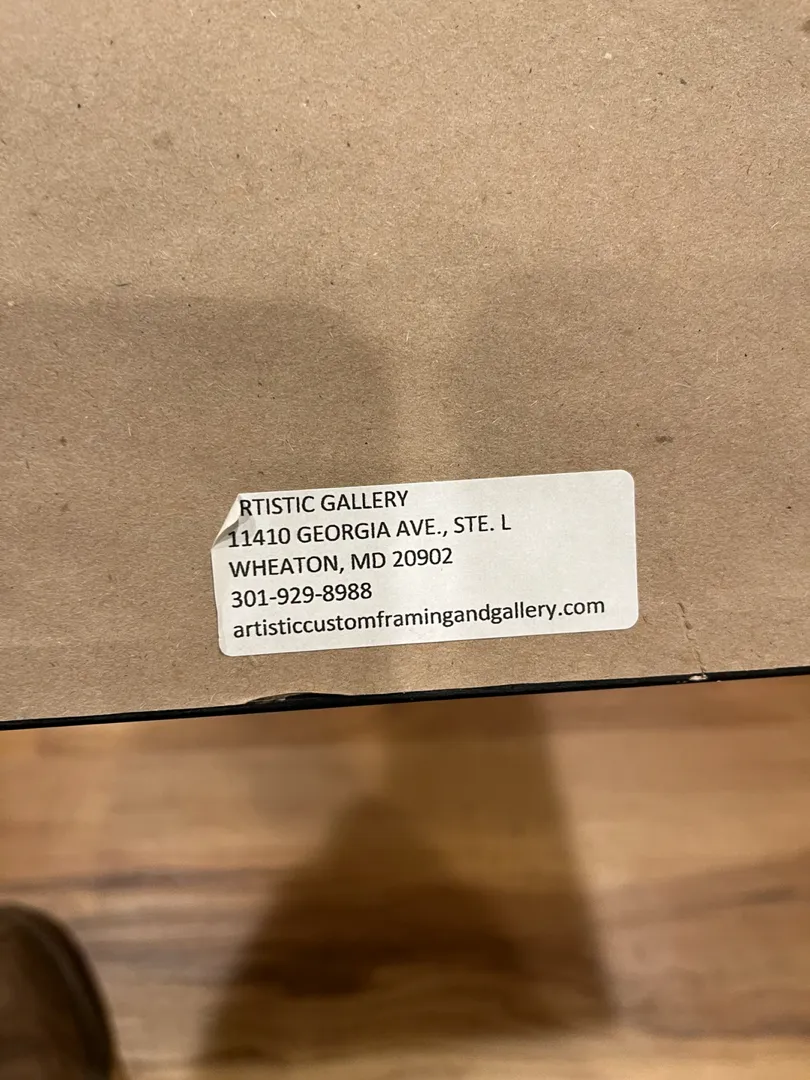 RTISTIC GALLERY
11410 GEORGIA AVE., STE. L
WHEATON, MD 20902
301-929-8988
artisticcustomframingandgallery.com